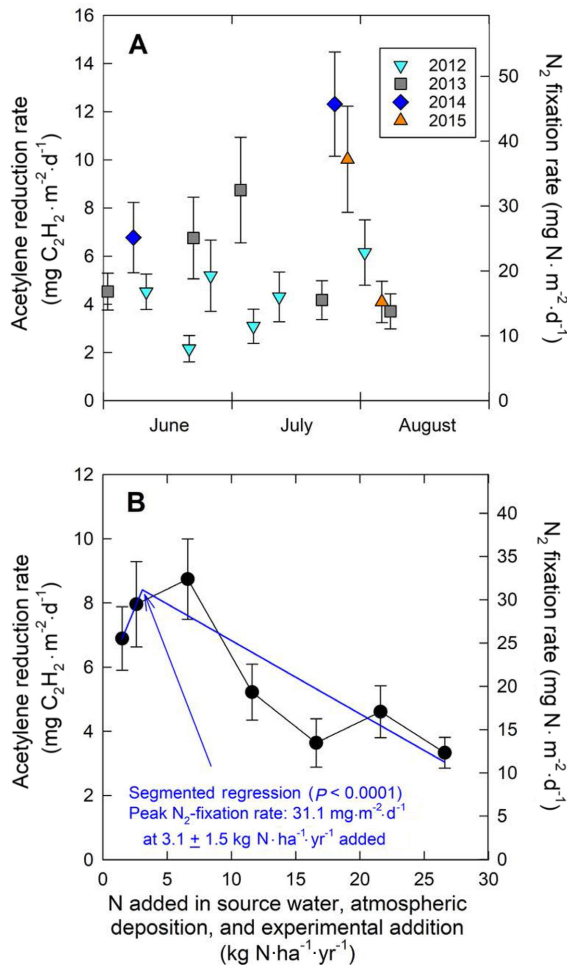 A
16
14
12
10
8
6
4
2
0
Acetylene reduction rate
(mg C₂H₂ · m⁻² · d⁻¹)
2012
2013
2014
2015
50
40
30
20
10
0
N₂ fixation rate (mg N · m⁻² · d⁻¹)
June July August
B
12
10
8
6
4
2
0
Acetylene reduction rate
(mg C₂H₂ · m⁻² · d⁻¹)
40
35
30
25
20
15
10
5
0
N₂ fixation rate
(mg N · m⁻² · d⁻¹)
Segmented regression (P < 0.0001)
Peak N₂-fixation rate: 31.1 mg·m⁻²·d⁻¹
at 3.1 ± 1.5 kg N·ha⁻¹·yr⁻¹ added
0 5 10 15 20 25 30
N added in source water, atmospheric
deposition, and experimental addition
(kg N·ha⁻¹·yr⁻¹)